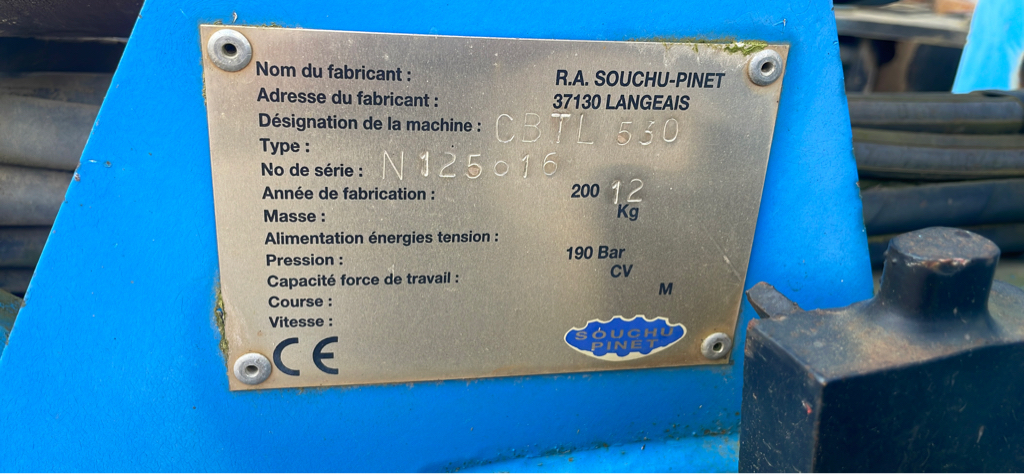 Nom du fabricant : R.A. SOUCHU-PINET
Adresse du fabricant : 37130 LANGEAIS
Désignation de la machine : CBTL 530
Type :
No de série : N125016
Année de fabrication : 200 12
Masse : Kg
Alimentation énergies tension :
Pression : 190 Bar
Capacité force de travail : CV
Course : M
Vitesse :
CE
SOUCHU
PINET